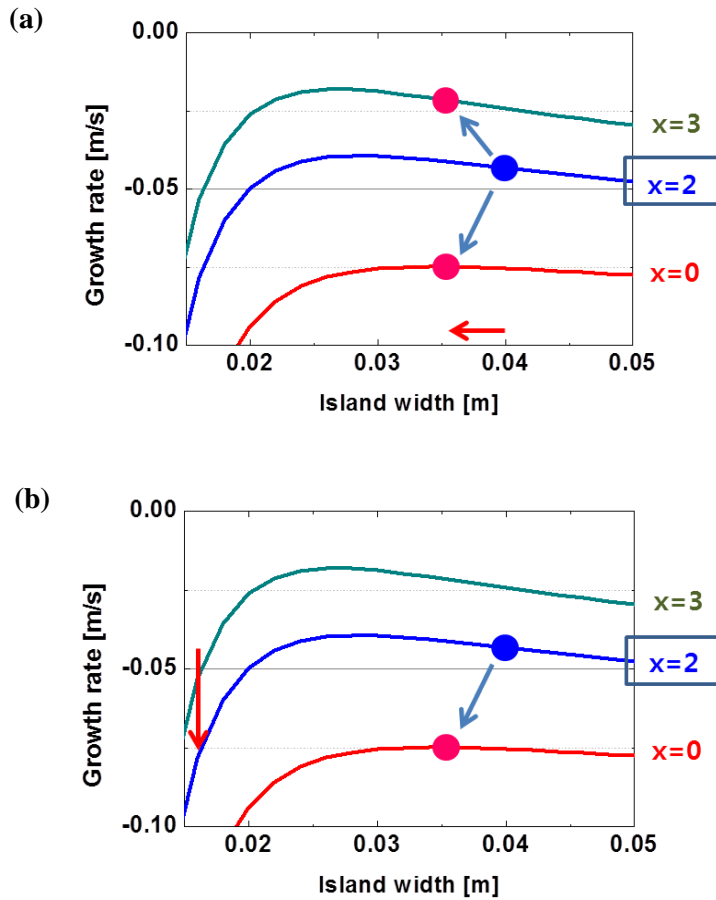 (a)
0.00
-0.05
-0.10
Growth rate [m/s]
x=3
x=2
x=0
0.02 0.03 0.04 0.05
Island width [m]
(b)
0.00
-0.05
-0.10
Growth rate [m/s]
x=3
x=2
x=0
0.02 0.03 0.04 0.05
Island width [m]